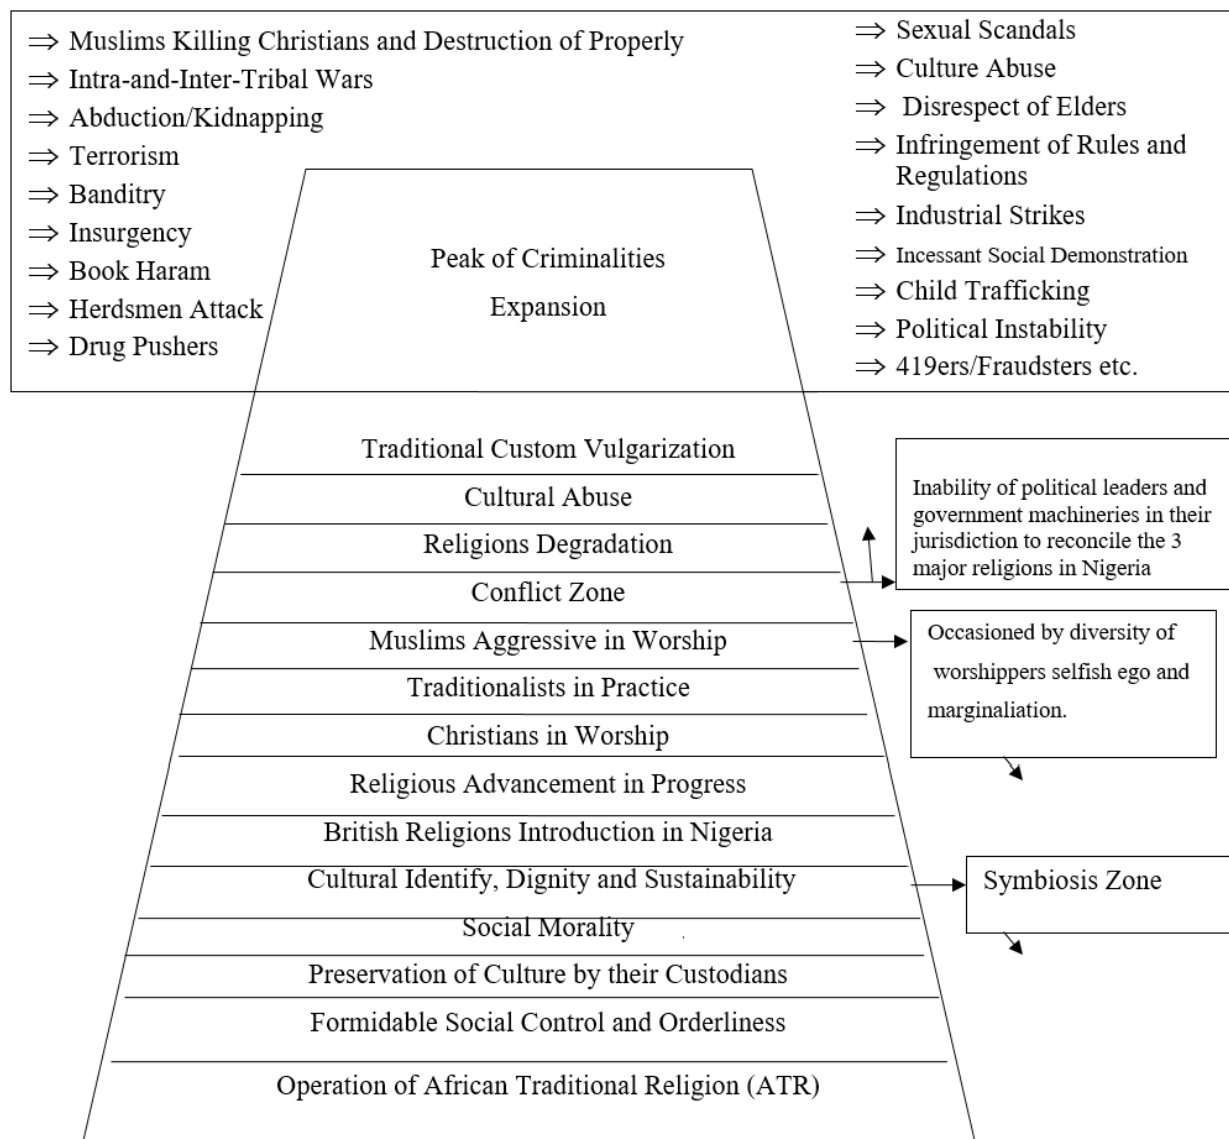 ⇒ Muslims Killing Christians and Destruction of Properly
⇒ Intra-and-Inter-Tribal Wars
⇒ Abduction/Kidnapping
⇒ Terrorism
⇒ Banditry
⇒ Insurgency
⇒ Book Haram
⇒ Herdsmen Attack
⇒ Drug Pushers
⇒ Sexual Scandals
⇒ Culture Abuse
⇒ Disrespect of Elders
⇒ Infringement of Rules and
Regulations
⇒ Industrial Strikes
⇒ Incessant Social Demonstration
⇒ Child Trafficking
⇒ Political Instability
⇒ 419ers/Fraudsters etc.
Peak of Criminalities
Expansion
Traditional Custom Vulgarization
Cultural Abuse
Religions Degradation
Conflict Zone
Inability of political leaders and
government machineries in their
jurisdiction to reconcile the 3
major religions in Nigeria
Muslims Aggressive in Worship
Occasioned by diversity of
worshippers selfish ego and
marginaliation.
Traditionalists in Practice
Christians in Worship
Religious Advancement in Progress
British Religions Introduction in Nigeria
Cultural Identify, Dignity and Sustainability
Symbiosis Zone
Social Morality
Preservation of Culture by their Custodians
Formidable Social Control and Orderliness
Operation of African Traditional Religion (ATR)